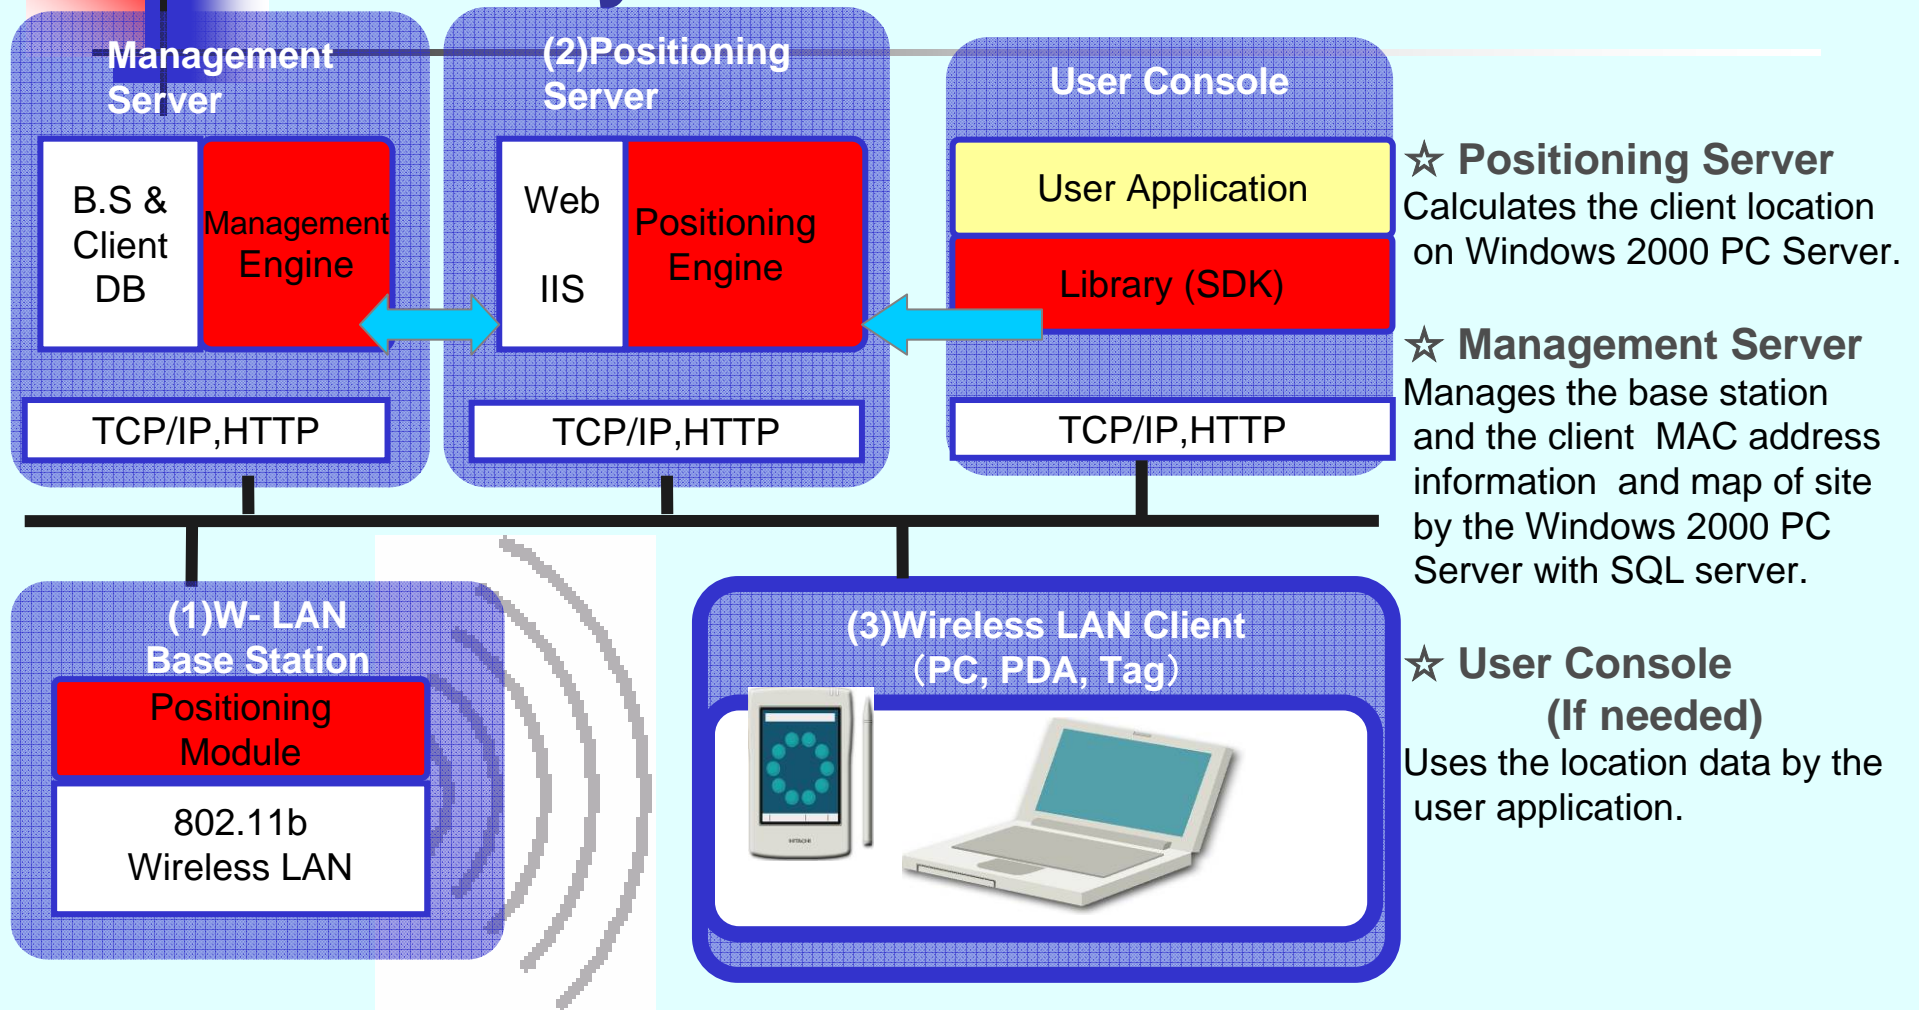 Management
Server
B.S &
Client
DB
Management
Engine
TCP/IP,HTTP
(2)Positioning
Server
Web
IIS
Positioning
Engine
TCP/IP,HTTP
User Console
User Application
Library (SDK)
TCP/IP,HTTP
(1)W- LAN
Base Station
Positioning
Module
802.11b
Wireless LAN
(3)Wireless LAN Client
（PC, PDA, Tag）
HITACHI
☆ Positioning Server
Calculates the client location
on Windows 2000 PC Server.
☆ Management Server
Manages the base station
and the client MAC address
information and map of site
by the Windows 2000 PC
Server with SQL server.
☆ User Console
(If needed)
Uses the location data by the
user application.